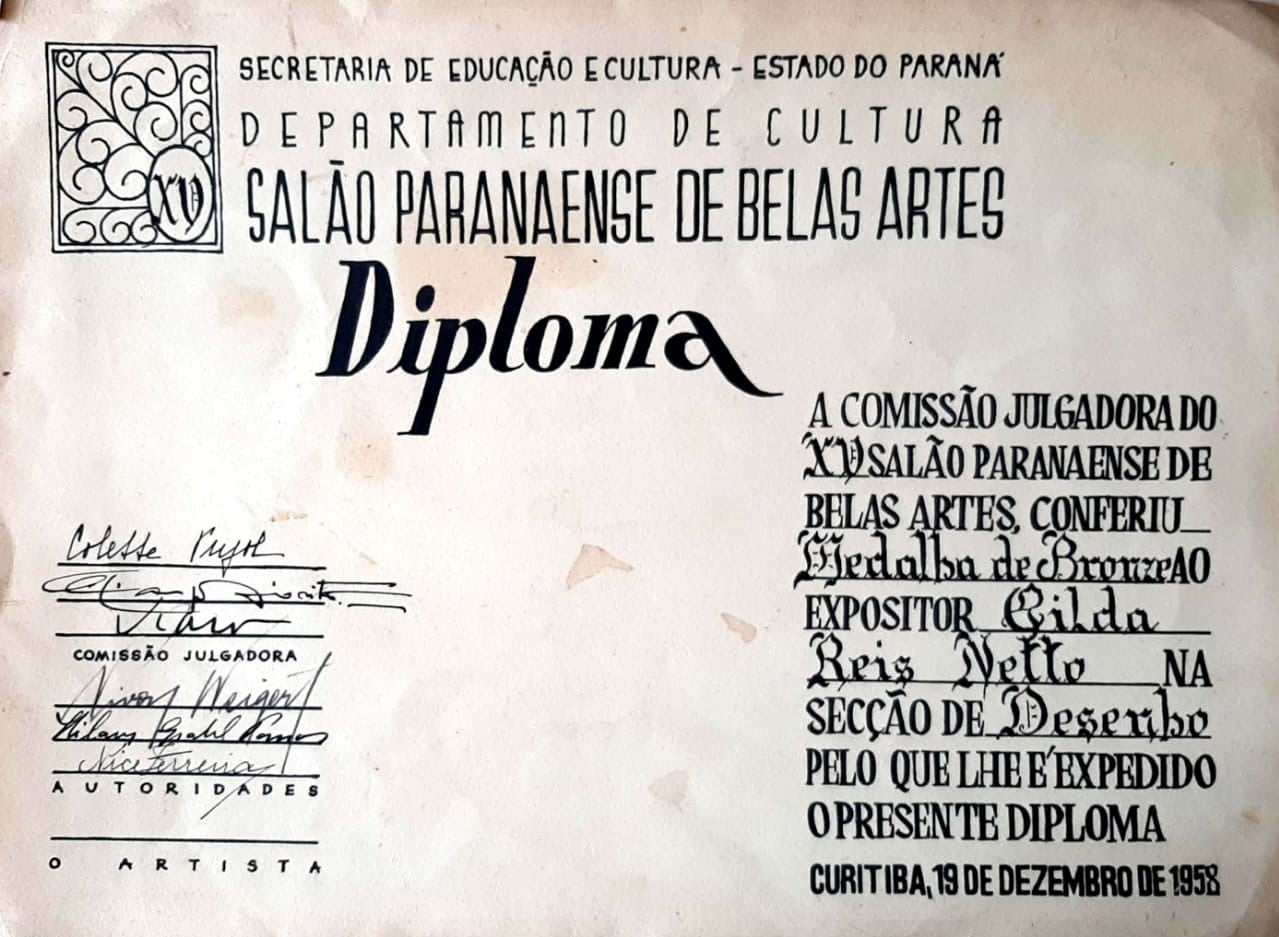 XV
SECRETARIA DE EDUCAÇÃO E CULTURA - ESTADO DO PARANÁ
DEPARTAMENTO DE CULTURA
SALÃO PARANAENSE DE BELAS ARTES
Diploma
A COMISSÃO JULGADORA DO
XV SALÃO PARANAENSE DE
BELAS ARTES, CONFERIU
Medalha de Bronze AO
EXPOSITOR Gilda
Reis Netto NA
SECÇÃO DE Desenho
PELO QUE LHE É EXPEDIDO
O PRESENTE DIPLOMA
CURITIBA, 19 DE DEZEMBRO DE 1958
Colette Pujol
Viaro
COMISSÃO JULGADORA
Weigert
Nice Ferreira
AUTORIDADES
O ARTISTA